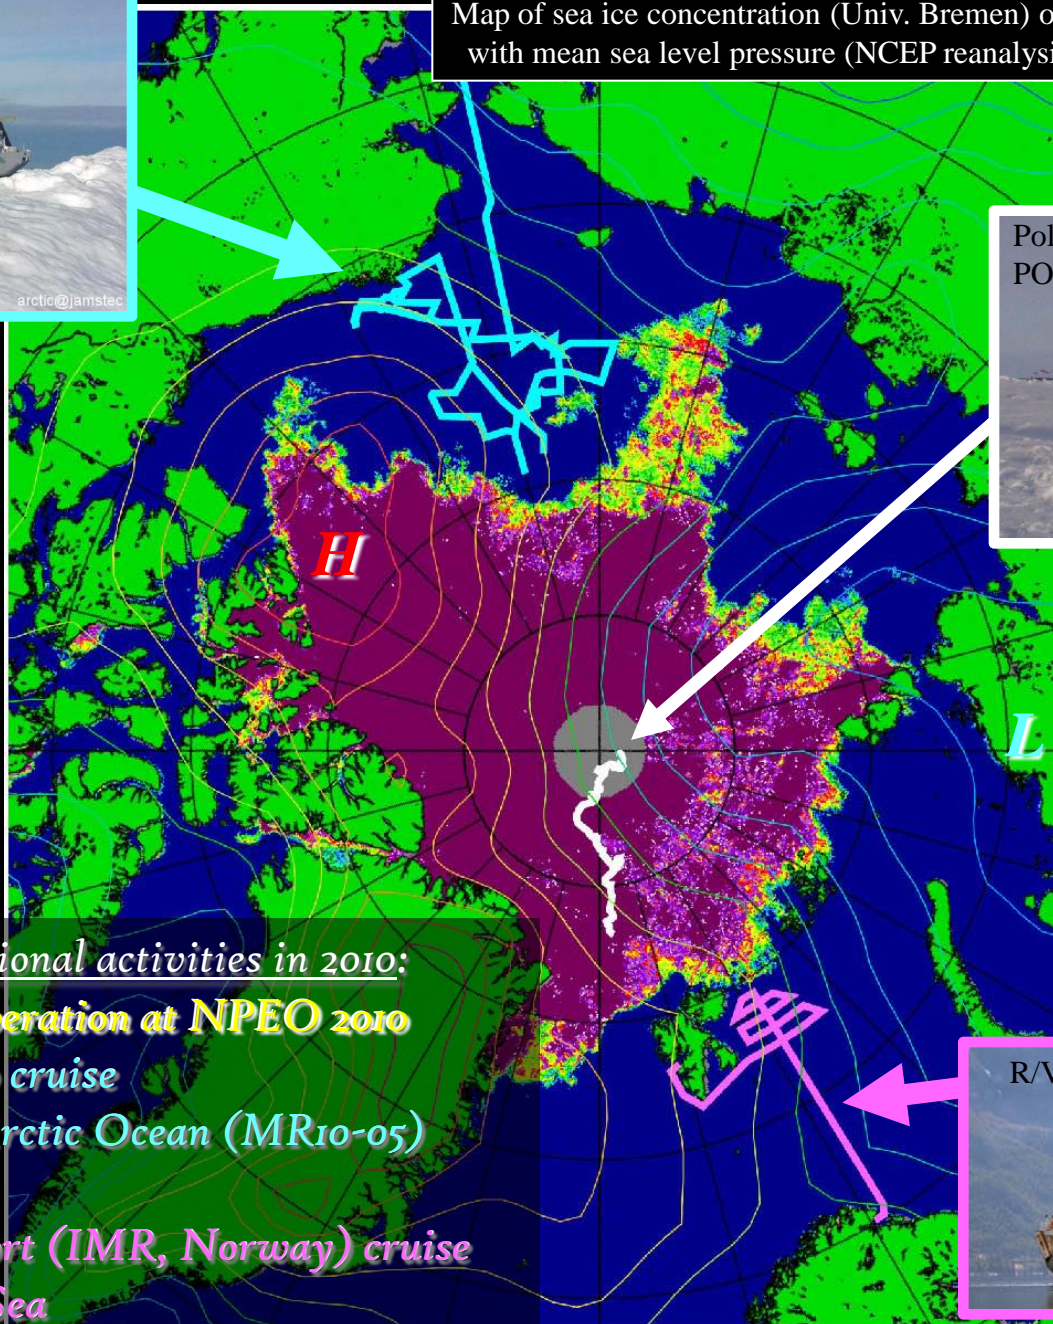 Map of sea ice concentration (Univ. Bremen) o
with mean sea level pressure (NCEP reanalysi
arctic@jamstec
Pol
PO
H
L
ional activities in 2010:
eration at NPEO 2010
cruise
rctic Ocean (MR10-05)
R/V
rt (IMR, Norway) cruise
Sea